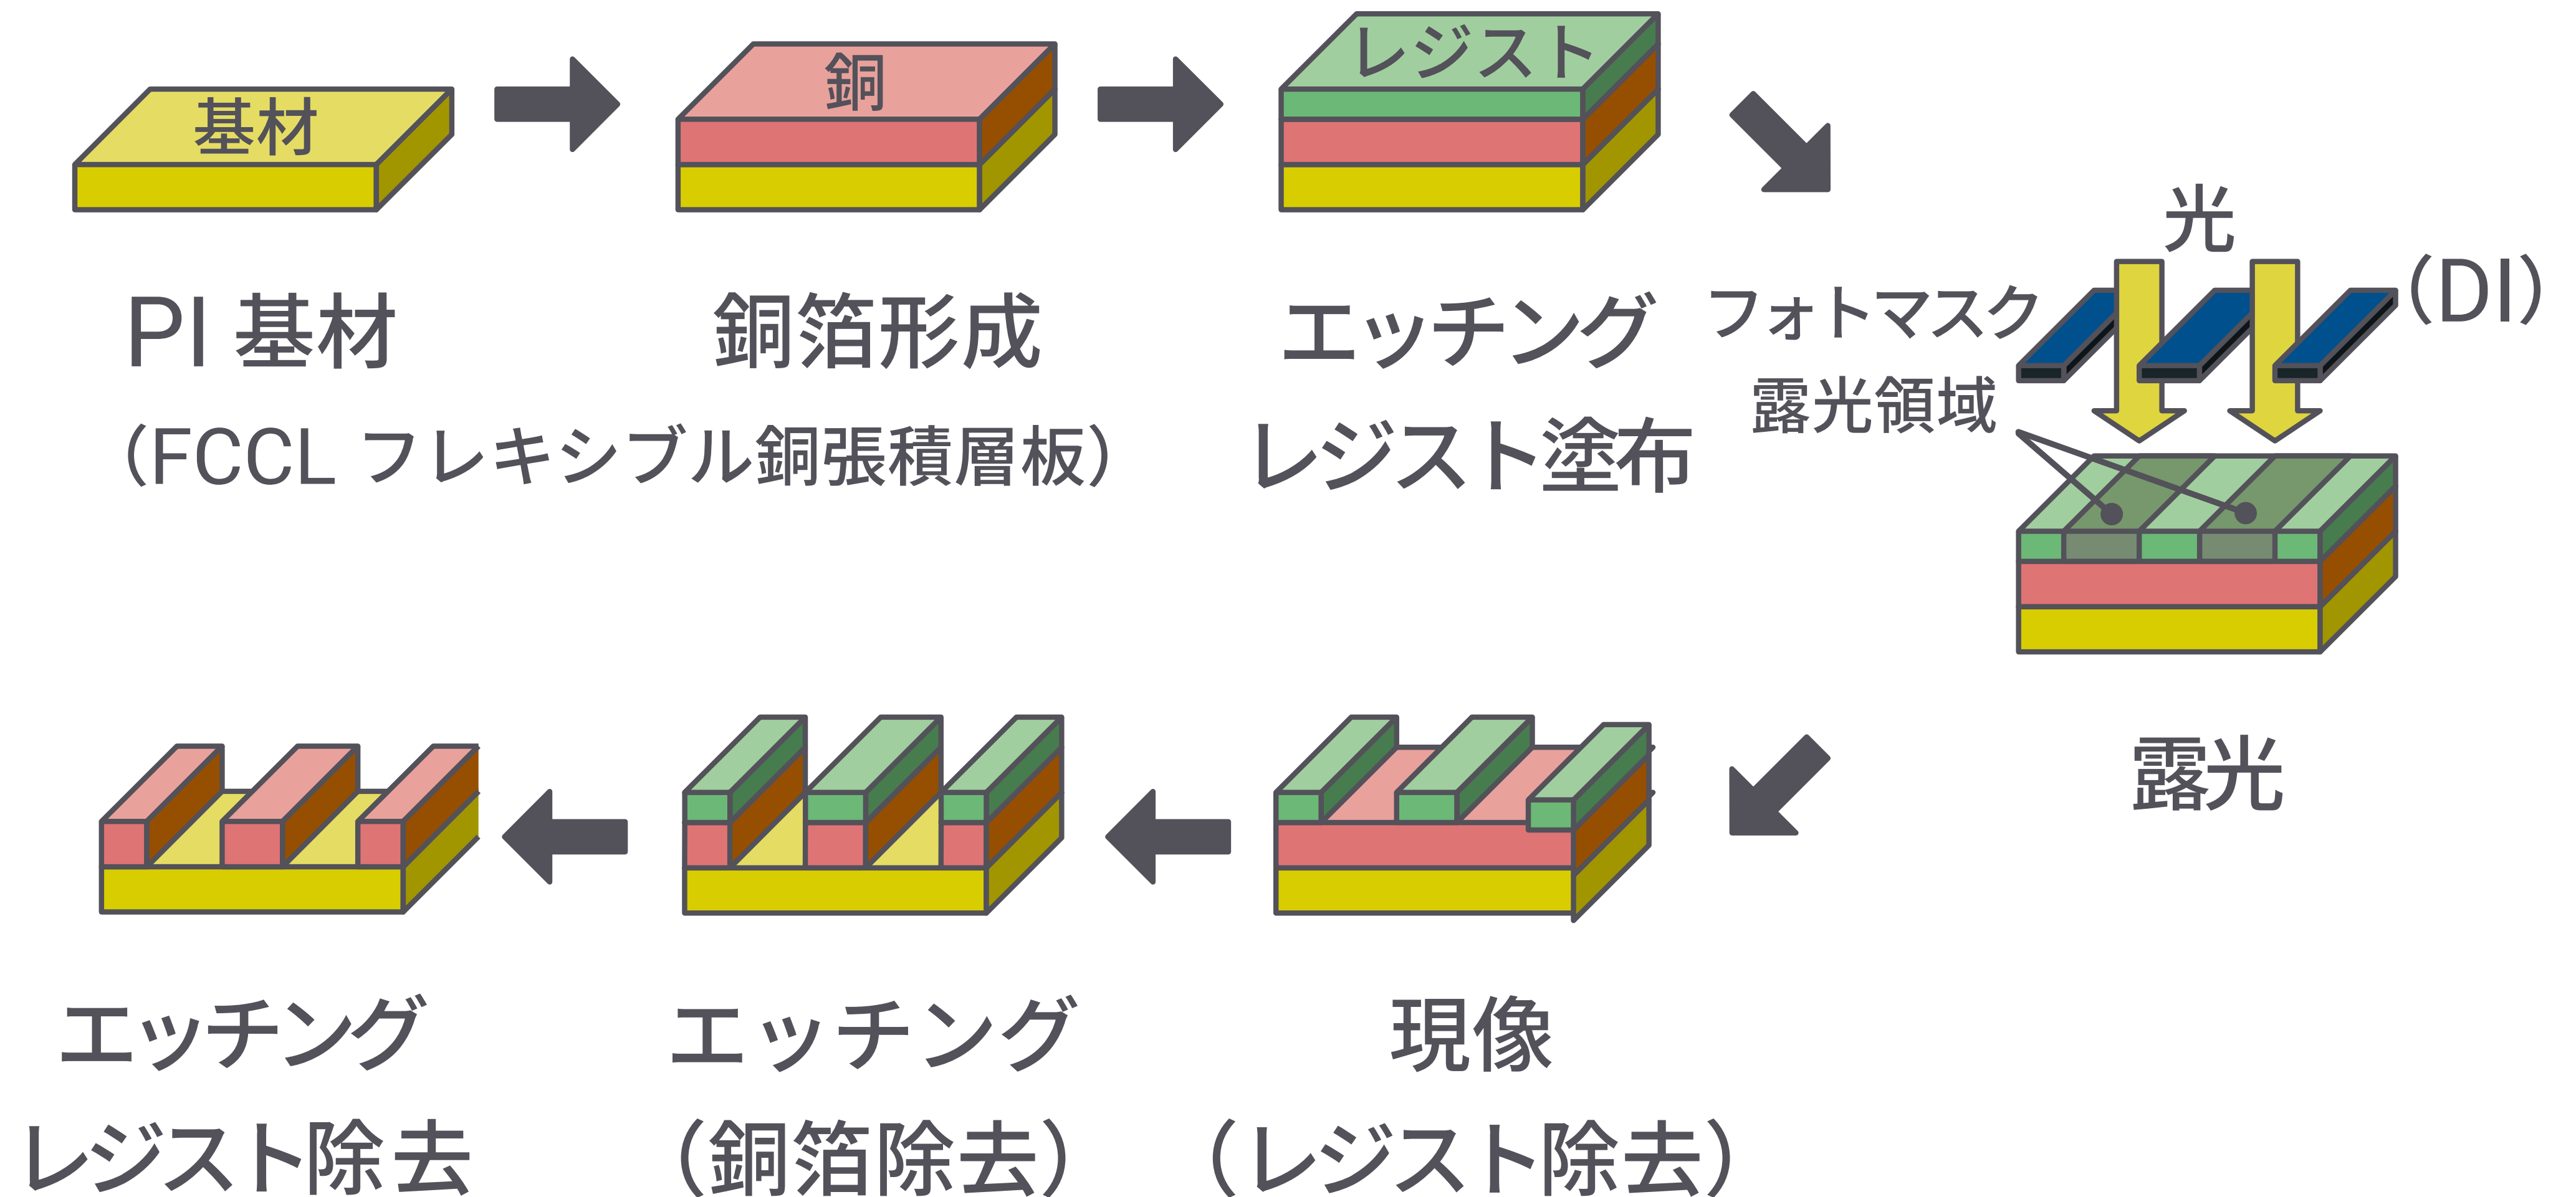 基材
銅
レジスト
PI 基材
銅箔形成
（FCCL フレキシブル銅張積層板）
エッチング
レジスト塗布
光
（DI）
フォトマスク
露光領域
露光
現像
（レジスト除去）
エッチング
（銅箔除去）
エッチング
レジスト除去